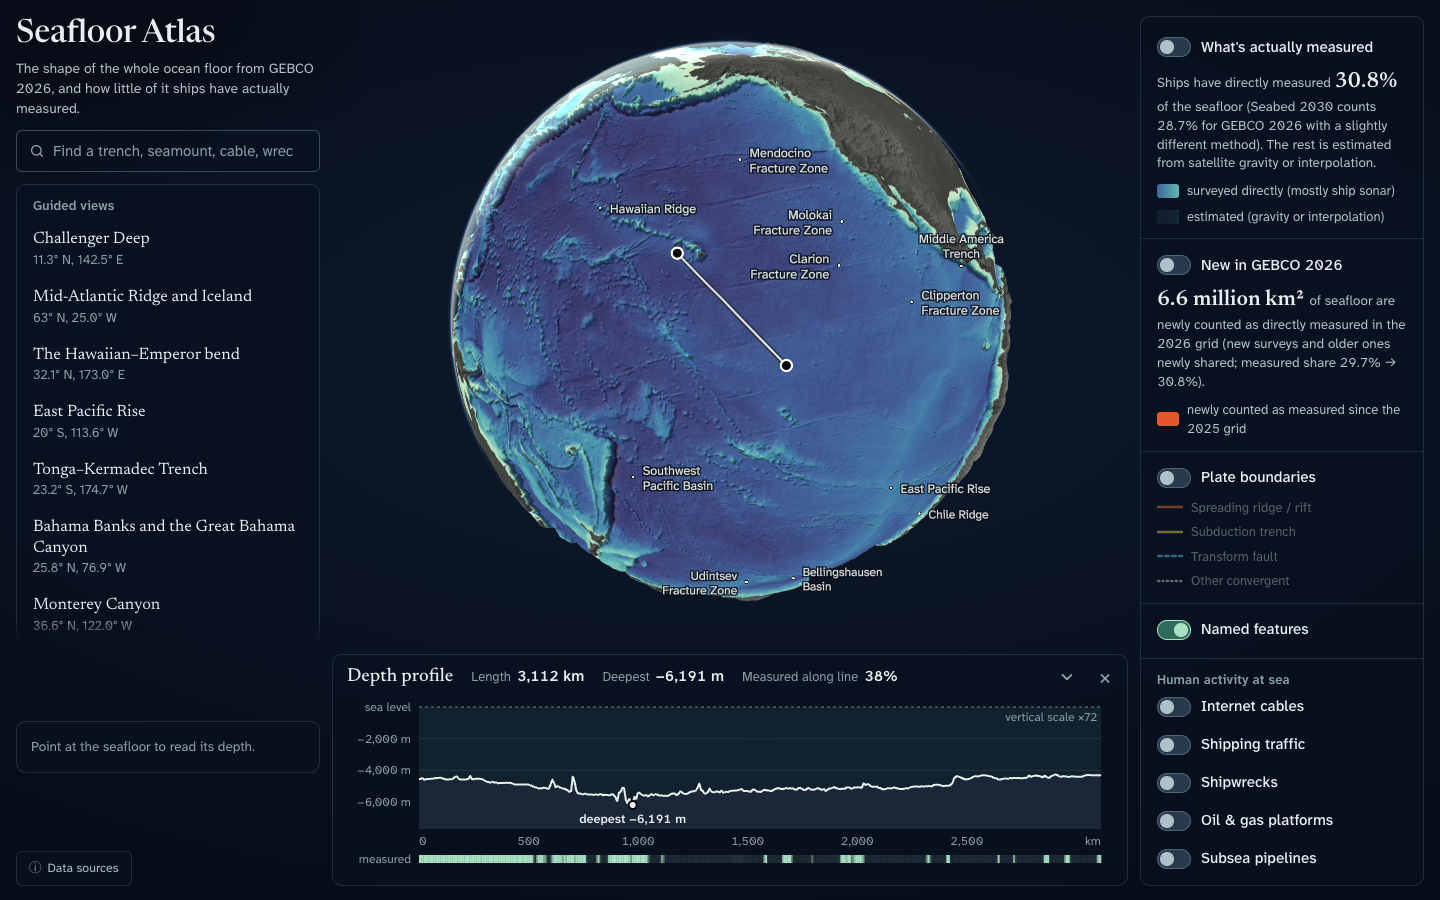 Seafloor Atlas
The shape of the whole ocean floor from GEBCO
2026, and how little of it ships have actually
measured.
Find a trench, seamount, cable, wrec
Guided views
Challenger Deep
11.3° N, 142.5° E
Mid-Atlantic Ridge and Iceland
63° N, 25.0° W
The Hawaiian–Emperor bend
32.1° N, 173.0° E
East Pacific Rise
20° S, 113.6° W
Tonga–Kermadec Trench
23.2° S, 174.7° W
Bahama Banks and the Great Bahama
Canyon
25.8° N, 76.9° W
Monterey Canyon
36.6° N, 122.0° W
Point at the seafloor to read its depth.
Data sources
Mendocino
Fracture Zone
Hawaiian Ridge
Molokai
Fracture Zone
Middle America
Trench
Clarion
Fracture Zone
Clipperton
Fracture Zone
Southwest
Pacific Basin
East Pacific Rise
Chile Ridge
Udintsev
Fracture Zone
Bellingshausen
Basin
Depth profile Length 3,112 km Deepest −6,191 m Measured along line 38%
sea level
vertical scale ×72
−2,000 m
−4,000 m
−6,000 m
deepest −6,191 m
0 500 1,000 1,500 2,000 2,500 km
measured
What's actually measured
Ships have directly measured 30.8%
of the seafloor (Seabed 2030 counts
28.7% for GEBCO 2026 with a slightly
different method). The rest is estimated
from satellite gravity or interpolation.
surveyed directly (mostly ship sonar)
estimated (gravity or interpolation)
New in GEBCO 2026
6.6 million km² of seafloor are
newly counted as directly measured in the
2026 grid (new surveys and older ones
newly shared; measured share 29.7% →
30.8%).
newly counted as measured since the
2025 grid
Plate boundaries
Spreading ridge / rift
Subduction trench
Transform fault
Other convergent
Named features
Human activity at sea
Internet cables
Shipping traffic
Shipwrecks
Oil & gas platforms
Subsea pipelines